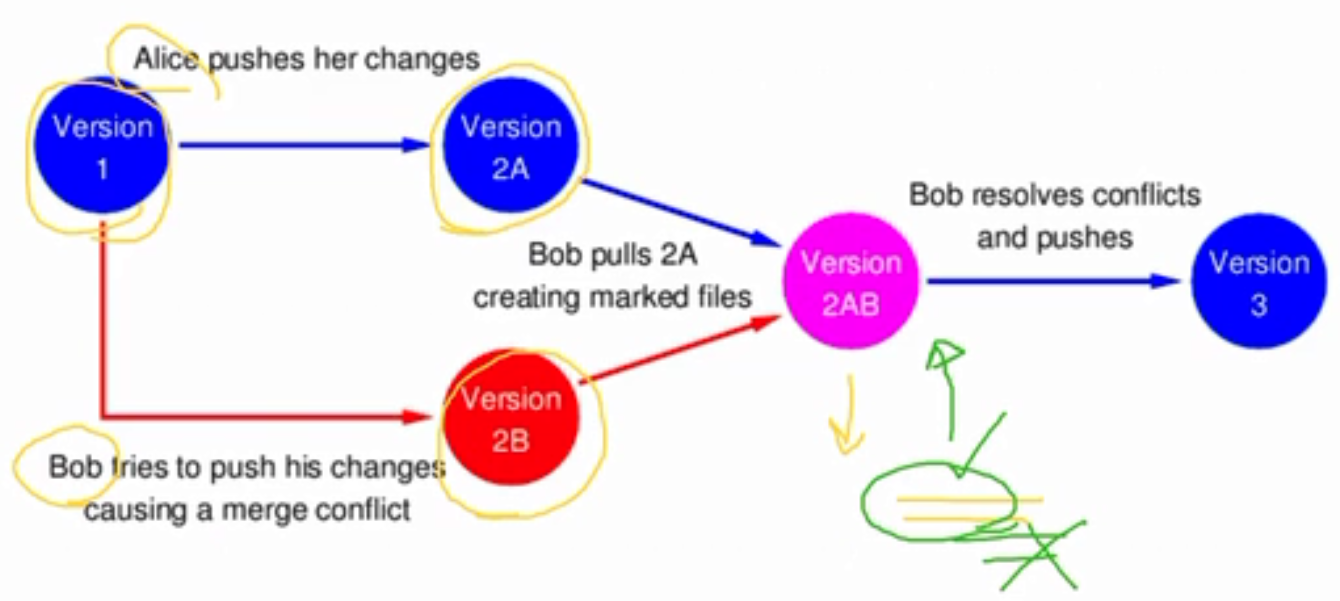 Alice pushes her changes
Version
1
Version
2A
Bob pulls 2A
creating marked files
Version
2AB
Bob resolves conflicts
and pushes
Version
3
Version
2B
Bob tries to push his changes
causing a merge conflict